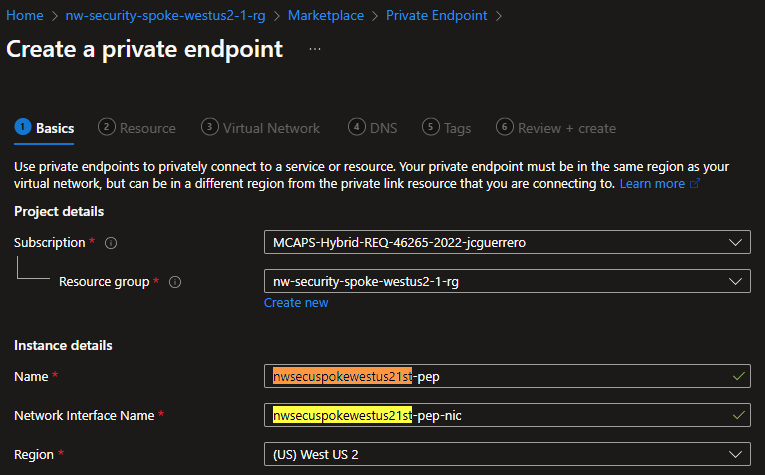 Home > nw-security-spoke-westus2-1-rg > Marketplace > Private Endpoint >
Create a private endpoint ...
1 Basics 2 Resource 3 Virtual Network 4 DNS 5 Tags 6 Review + create
Use private endpoints to privately connect to a service or resource. Your private endpoint must be in the same region as your
virtual network, but can be in a different region from the private link resource that you are connecting to. Learn more
Project details
Subscription * MCAPS-Hybrid-REQ-46265-2022-jcguerrero
Resource group * nw-security-spoke-westus2-1-rg
Create new
Instance details
Name * nwsecuspokewestus21st-pep
Network Interface Name * nwsecuspokewestus21st-pep-nic
Region * (US) West US 2